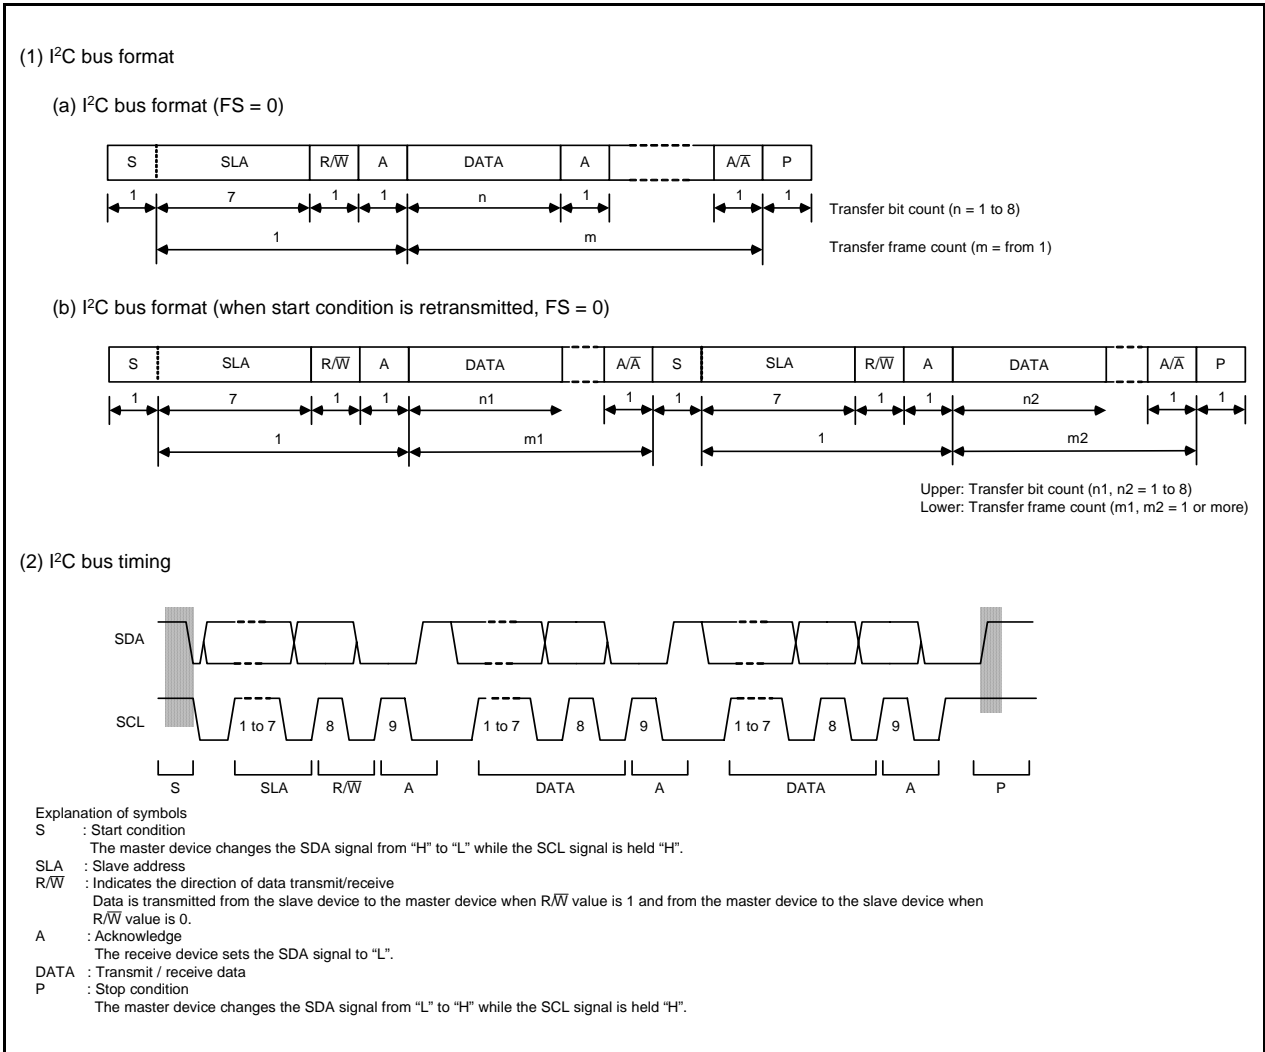 (1) I²C bus format
(a) I²C bus format (FS = 0)
S SLA R/W̅ A DATA A A/A̅ P
1 7 1 1 n 1 1 1
Transfer bit count (n = 1 to 8)
1 m
Transfer frame count (m = from 1)
(b) I²C bus format (when start condition is retransmitted, FS = 0)
S SLA R/W̅ A DATA A/A̅ S SLA R/W̅ A DATA A/A̅ P
1 7 1 1 n1 1 1 7 1 1 n2 1 1
1 m1 1 m2
Upper: Transfer bit count (n1, n2 = 1 to 8)
Lower: Transfer frame count (m1, m2 = 1 or more)
(2) I²C bus timing
SDA
SCL 1 to 7 8 9 1 to 7 8 9 1 to 7 8 9
S SLA R/W̅ A DATA A DATA A P
Explanation of symbols
S : Start condition
The master device changes the SDA signal from “H” to “L” while the SCL signal is held “H”.
SLA : Slave address
R/W̅ : Indicates the direction of data transmit/receive
Data is transmitted from the slave device to the master device when R/W̅ value is 1 and from the master device to the slave device when
R/W̅ value is 0.
A : Acknowledge
The receive device sets the SDA signal to “L”.
DATA : Transmit / receive data
P : Stop condition
The master device changes the SDA signal from “L” to “H” while the SCL signal is held “H”.